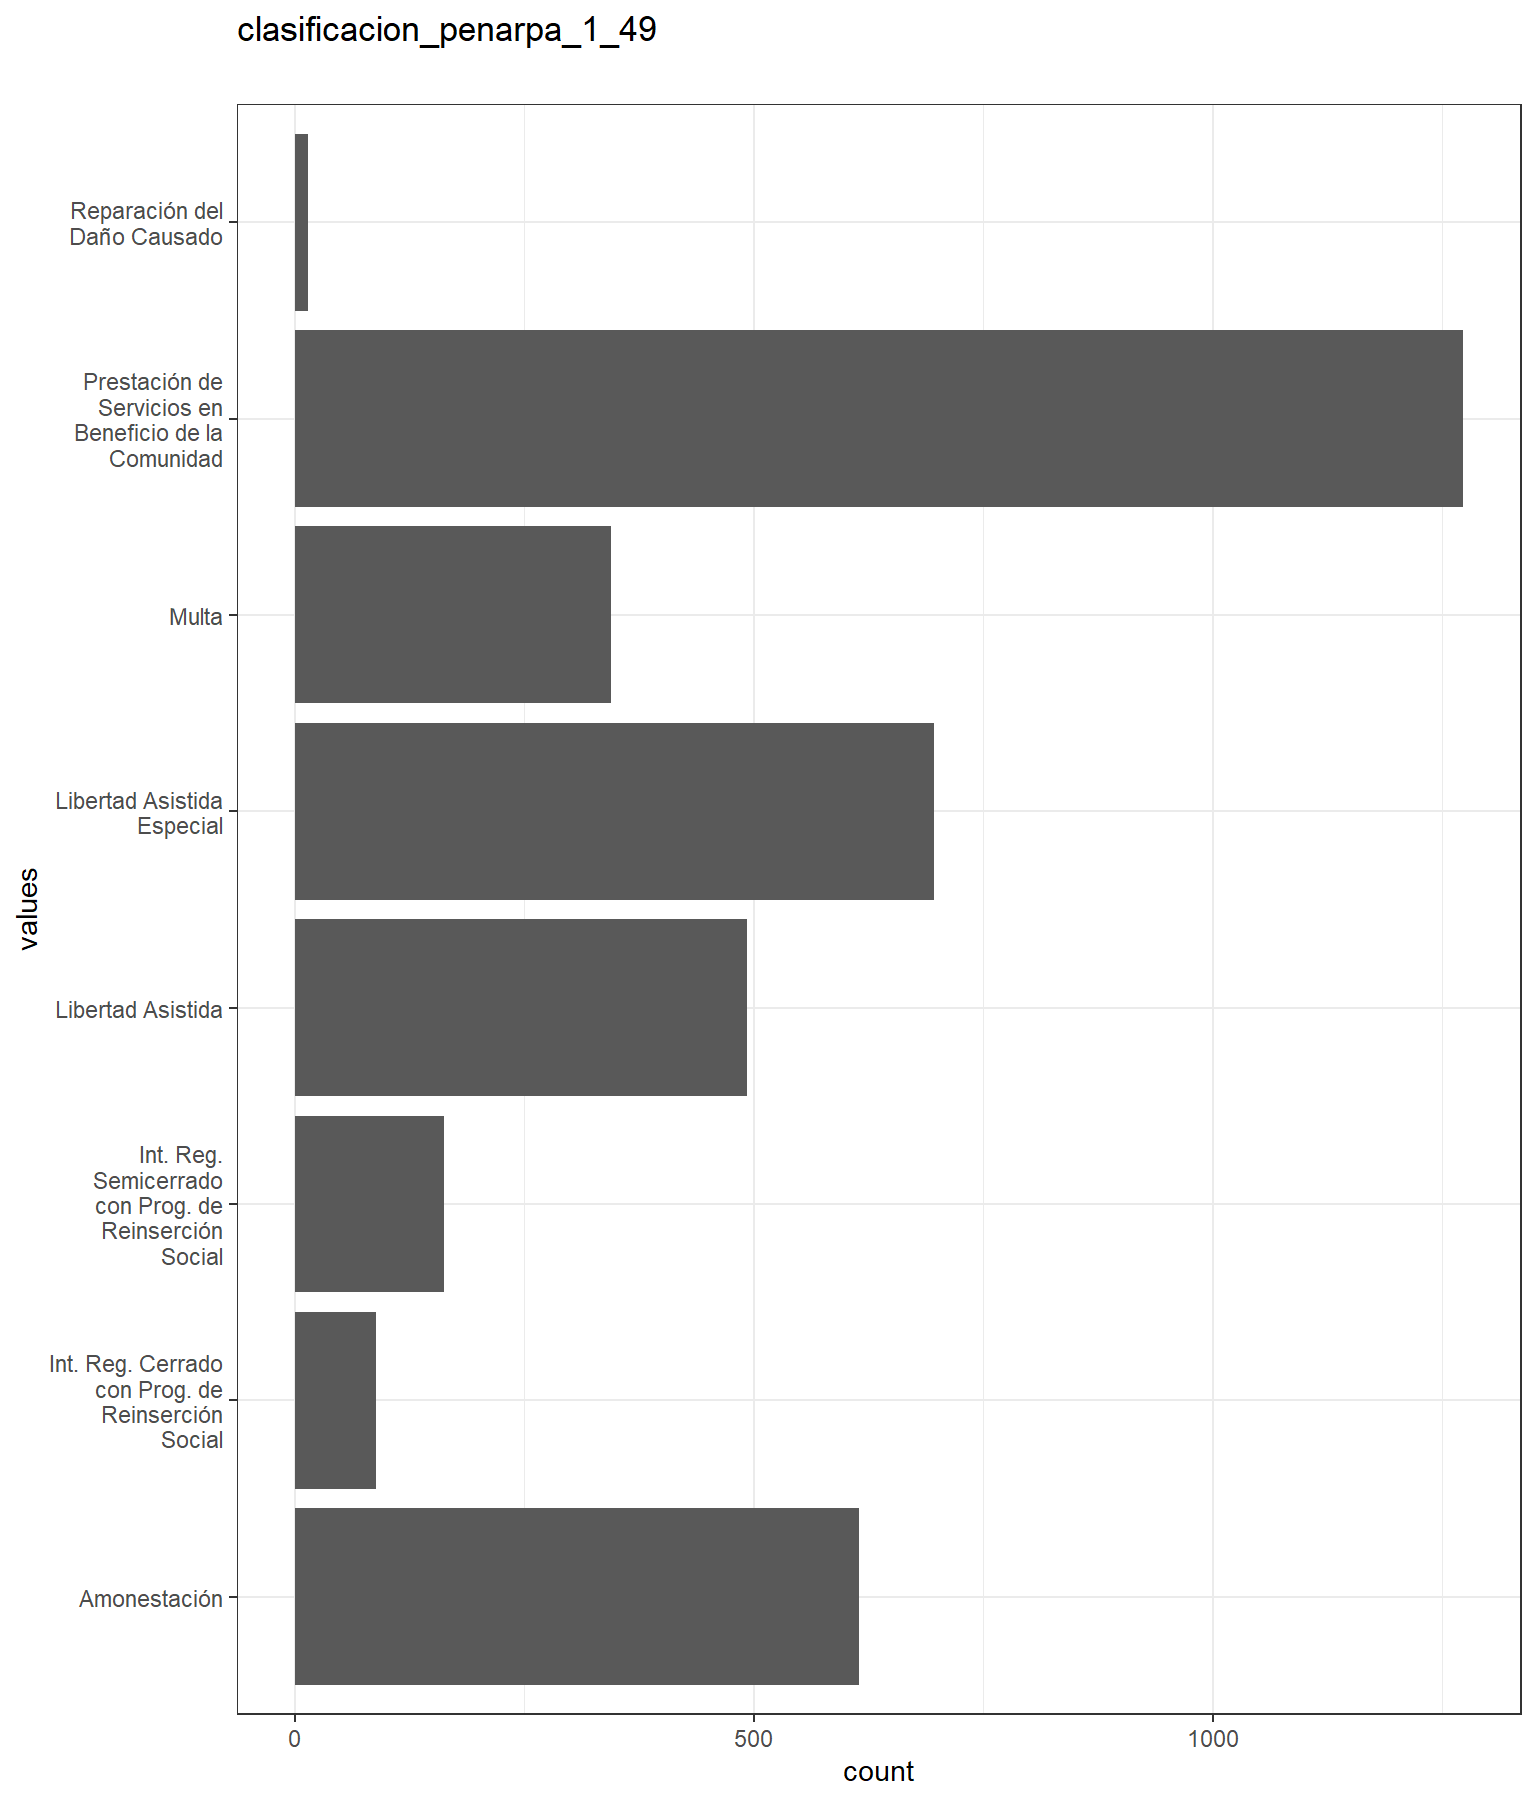 clasificacion_penarpa_1_49
Reparación del
Daño Causado
Prestación de
Servicios en
Beneficio de la
Comunidad
Multa
Libertad Asistida
Especial
Libertad Asistida
Int. Reg.
Semicerrado
con Prog. de
Reinserción
Social
Int. Reg. Cerrado
con Prog. de
Reinserción
Social
Amonestación
values
0
500
1000
count